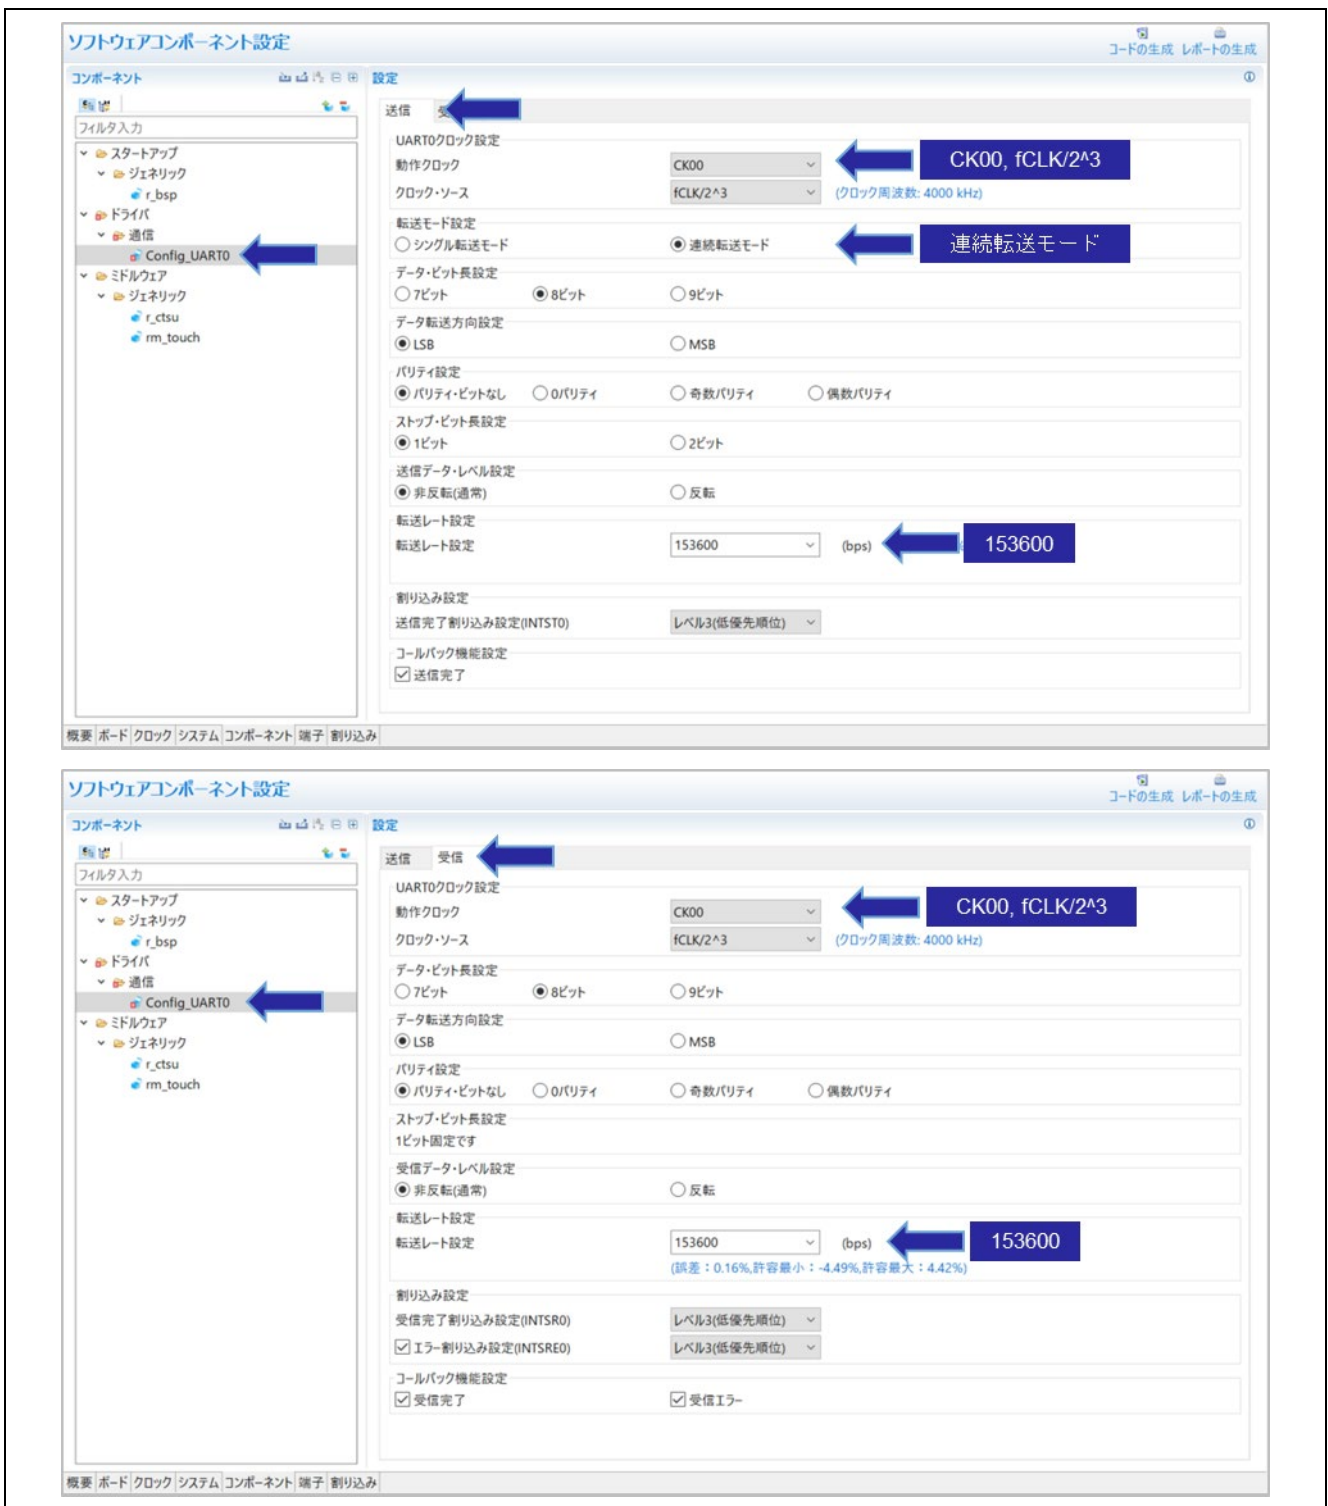 ソフトウェアコンポーネント設定
コードの生成 レポートの生成
コンポーネント
設定
フィルタ入力
スタートアップ
ジェネリック
r_bsp
ドライバ
通信
Config_UART0
ミドルウェア
ジェネリック
r_ctsu
rm_touch
送信
UART0クロック設定
動作クロック CK00
CK00, fCLK/2^3
クロック・ソース fCLK/2^3 (クロック周波数: 4000 kHz)
転送モード設定
シングル転送モード 連続転送モード
連続転送モード
データ・ビット長設定
7ビット 8ビット 9ビット
データ転送方向設定
LSB MSB
パリティ設定
パリティ・ビットなし 0パリティ 奇数パリティ 偶数パリティ
ストップ・ビット長設定
1ビット 2ビット
送信データ・レベル設定
非反転(通常) 反転
転送レート設定
転送レート設定 153600 (bps)
153600
割り込み設定
送信完了割り込み設定(INTST0) レベル3(低優先順位)
コールバック機能設定
送信完了
概要 ボード クロック システム コンポーネント 端子 割り込み
ソフトウェアコンポーネント設定
コードの生成 レポートの生成
コンポーネント
設定
フィルタ入力
スタートアップ
ジェネリック
r_bsp
ドライバ
通信
Config_UART0
ミドルウェア
ジェネリック
r_ctsu
rm_touch
送信 受信
UART0クロック設定
動作クロック CK00
CK00, fCLK/2^3
クロック・ソース fCLK/2^3 (クロック周波数: 4000 kHz)
データ・ビット長設定
7ビット 8ビット 9ビット
データ転送方向設定
LSB MSB
パリティ設定
パリティ・ビットなし 0パリティ 奇数パリティ 偶数パリティ
ストップ・ビット長設定
1ビット固定です
受信データ・レベル設定
非反転(通常) 反転
転送レート設定
転送レート設定 153600 (bps)
153600
(誤差：0.16%,許容最小：-4.49%,許容最大：4.42%)
割り込み設定
受信完了割り込み設定(INTSR0) レベル3(低優先順位)
エラー割り込み設定(INTSRE0) レベル3(低優先順位)
コールバック機能設定
受信完了 受信エラー
概要 ボード クロック システム コンポーネント 端子 割り込み